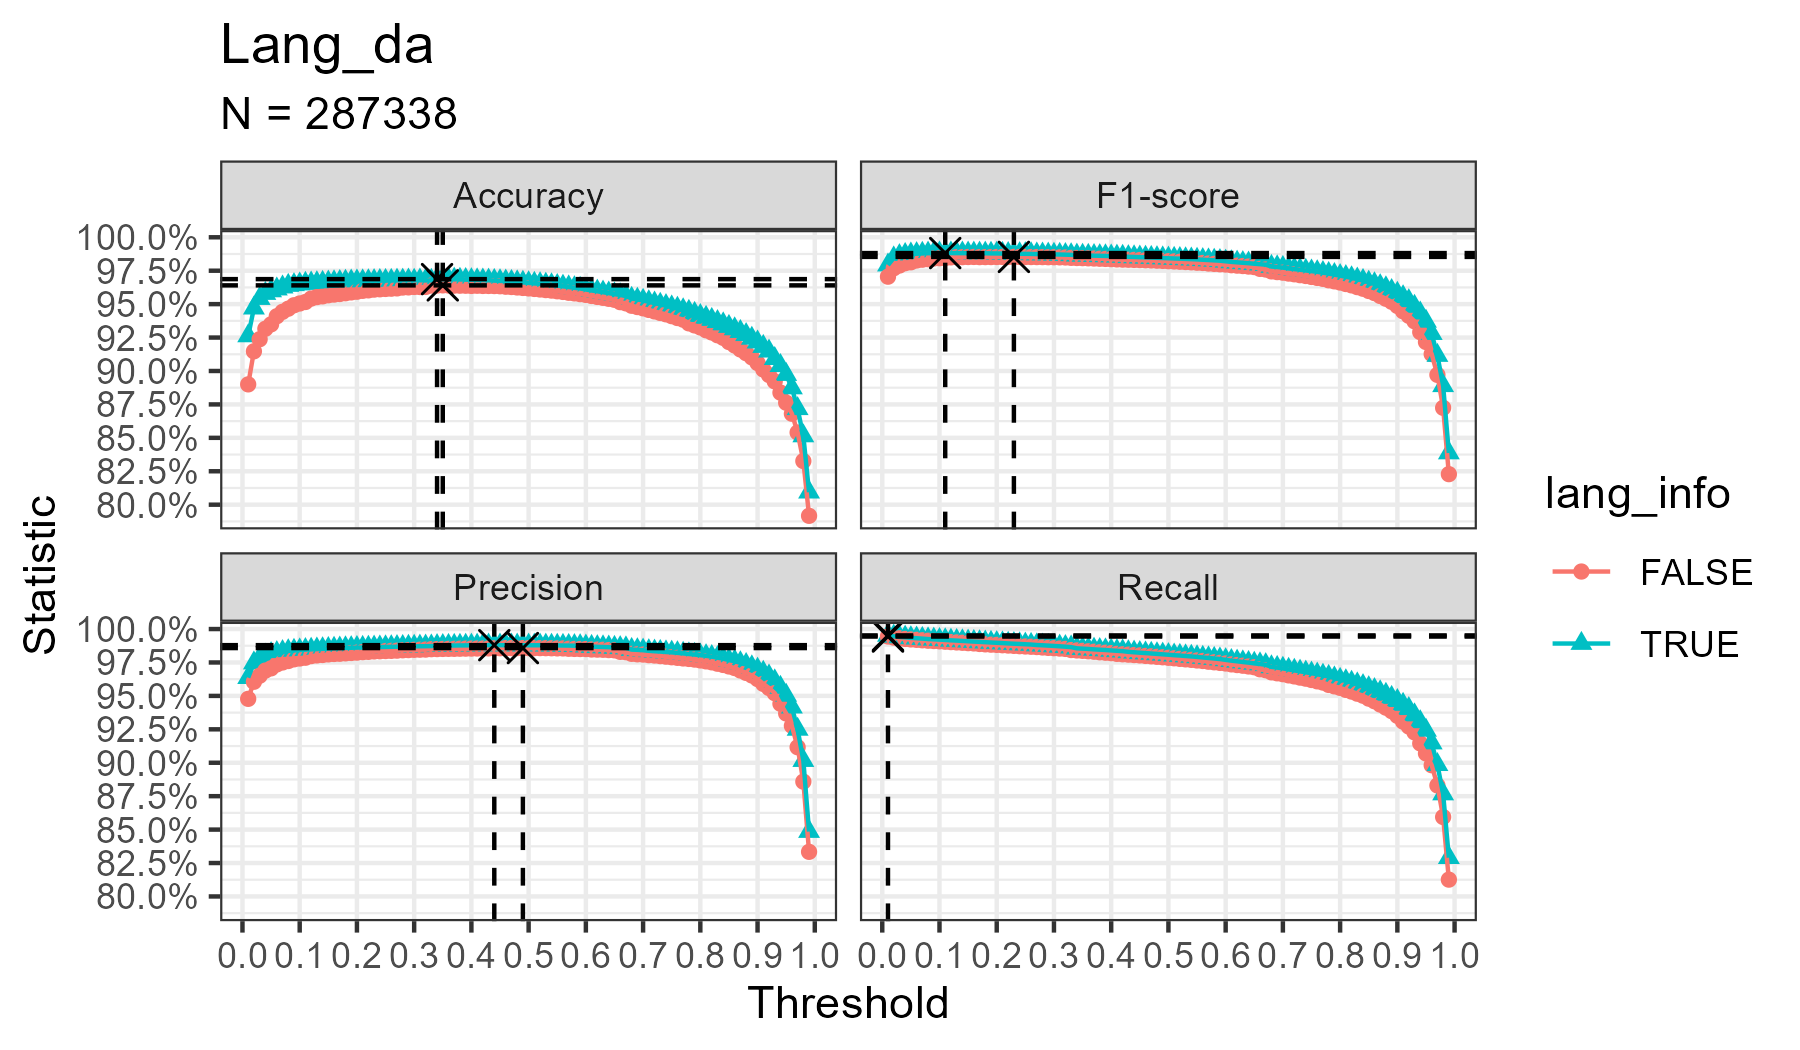 Lang_da
N = 287338
Accuracy
F1-score
100.0%
97.5%
95.0%
92.5%
90.0%
87.5%
85.0%
82.5%
80.0%
Precision
Recall
100.0%
97.5%
95.0%
92.5%
90.0%
87.5%
85.0%
82.5%
80.0%
Statistic
0.0 0.1 0.2 0.3 0.4 0.5 0.6 0.7 0.8 0.9 1.0
0.0 0.1 0.2 0.3 0.4 0.5 0.6 0.7 0.8 0.9 1.0
Threshold
lang_info
FALSE
TRUE